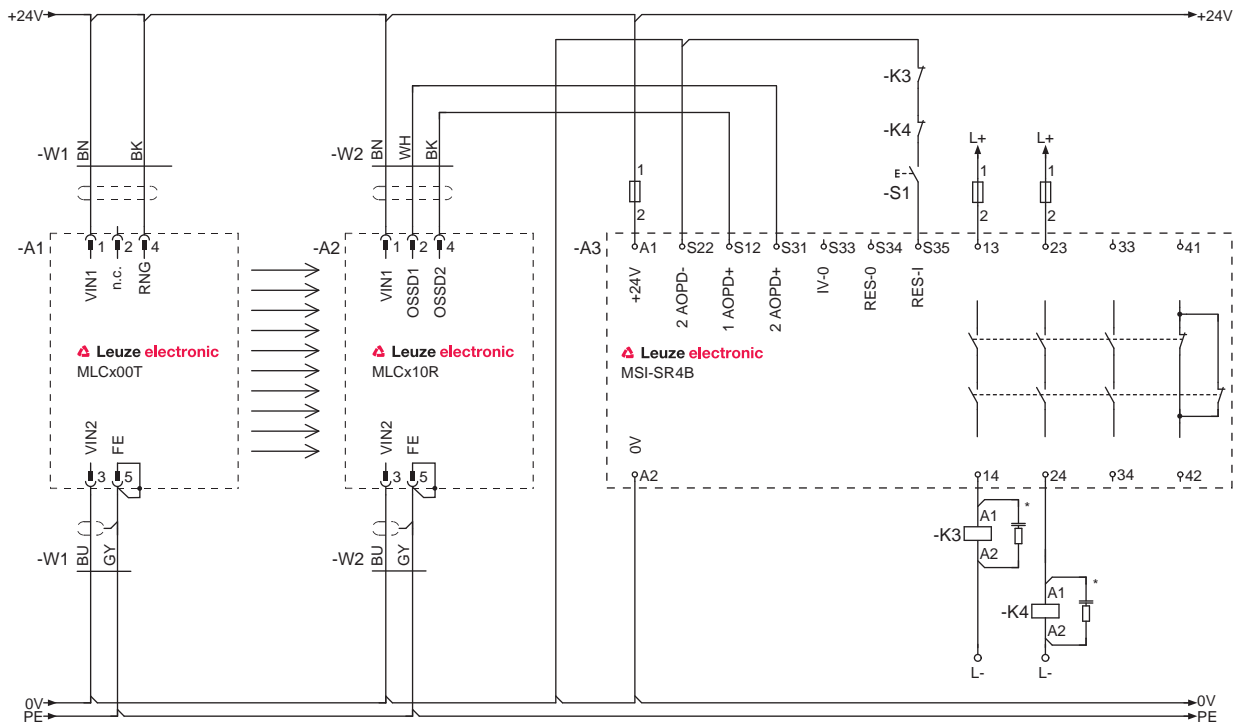 +24V +24V
-K3
-K4 L+ L+
-W1 BN BK -W2 BN WH BK
1 1 1
E
-S1
2 2 2
-A1 1 2 4 -A2 1 2 4 -A3 A1 S22 S12 S31 S33 S34 S35 13 23 33 41
VIN1 n.c. RNG VIN1 OSSD1 OSSD2 +24V 2 AOPD- 1 AOPD+ 2 AOPD+ IV-0 RES-0 RES-I
Leuze electronic Leuze electronic Leuze electronic
MLCx00T MLCx10R MSI-SR4B
VIN2 FE VIN2 FE 0V
3 5 3 5 A2 14 24 34 42
A1 *
-K3
A2
-W1 BU GY -W2 BU GY
A1 *
-K4
A2
L- L-
0V 0V
PE PE